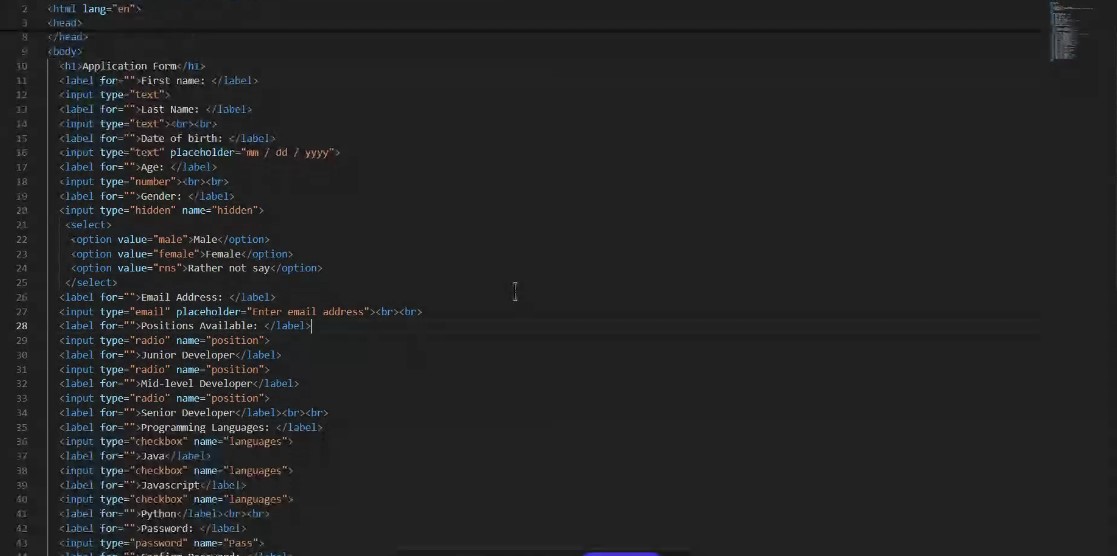 2 <html lang="en">
3 <head>
8 </head>
9 <body>
10 <h1>Application Form</h1>
11 <label for="">First name: </label>
12 <input type="text">
13 <label for="">Last Name: </label>
14 <input type="text"><br><br>
15 <label for="">Date of birth: </label>
16 <input type="text" placeholder="mm / dd / yyyy">
17 <label for="">Age: </label>
18 <input type="number"><br><br>
19 <label for="">Gender: </label>
20 <input type="hidden" name="hidden">
21 <select>
22 <option value="male">Male</option>
23 <option value="female">Female</option>
24 <option value="rns">Rather not say</option>
25 </select>
26 <label for="">Email Address: </label>
27 <input type="email" placeholder="Enter email address"><br><br>
28 <label for="">Positions Available: </label>
29 <input type="radio" name="position">
30 <label for="">Junior Developer</label>
31 <input type="radio" name="position">
32 <label for="">Mid-level Developer</label>
33 <input type="radio" name="position">
34 <label for="">Senior Developer</label><br><br>
35 <label for="">Programming Languages: </label>
36 <input type="checkbox" name="languages">
37 <label for="">Java</label>
38 <input type="checkbox" name="languages">
39 <label for="">Javascript</label>
40 <input type="checkbox" name="languages">
41 <label for="">Python</label><br><br>
42 <label for="">Password: </label>
43 <input type="password" name="Pass">